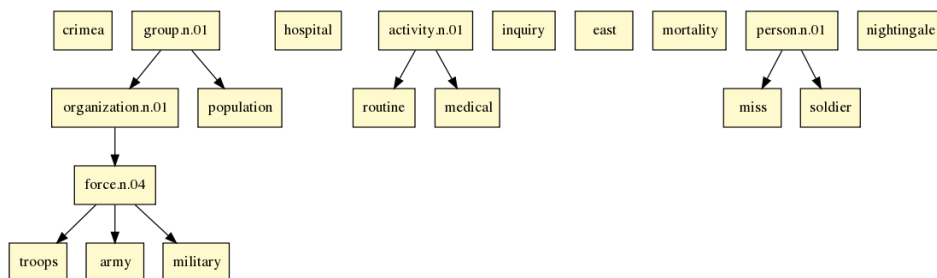 crimea group.n.01 hospital activity.n.01 inquiry east mortality person.n.01 nightingale
organization.n.01 population routine medical miss soldier
force.n.04
troops army military